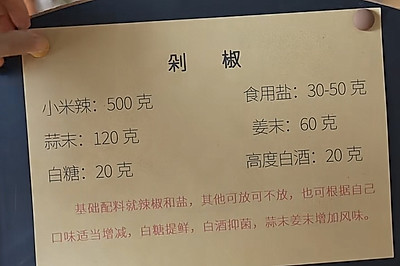 剁 椒
小米辣：500 克 食用盐：30-50 克
蒜末：120 克 姜末：60 克
白糖：20 克 高度白酒：20 克
基础配料就辣椒和盐，其他可放可不放，也可根据自己
口味适当增减，白糖提鲜，白酒抑菌，蒜末姜末增加风味。